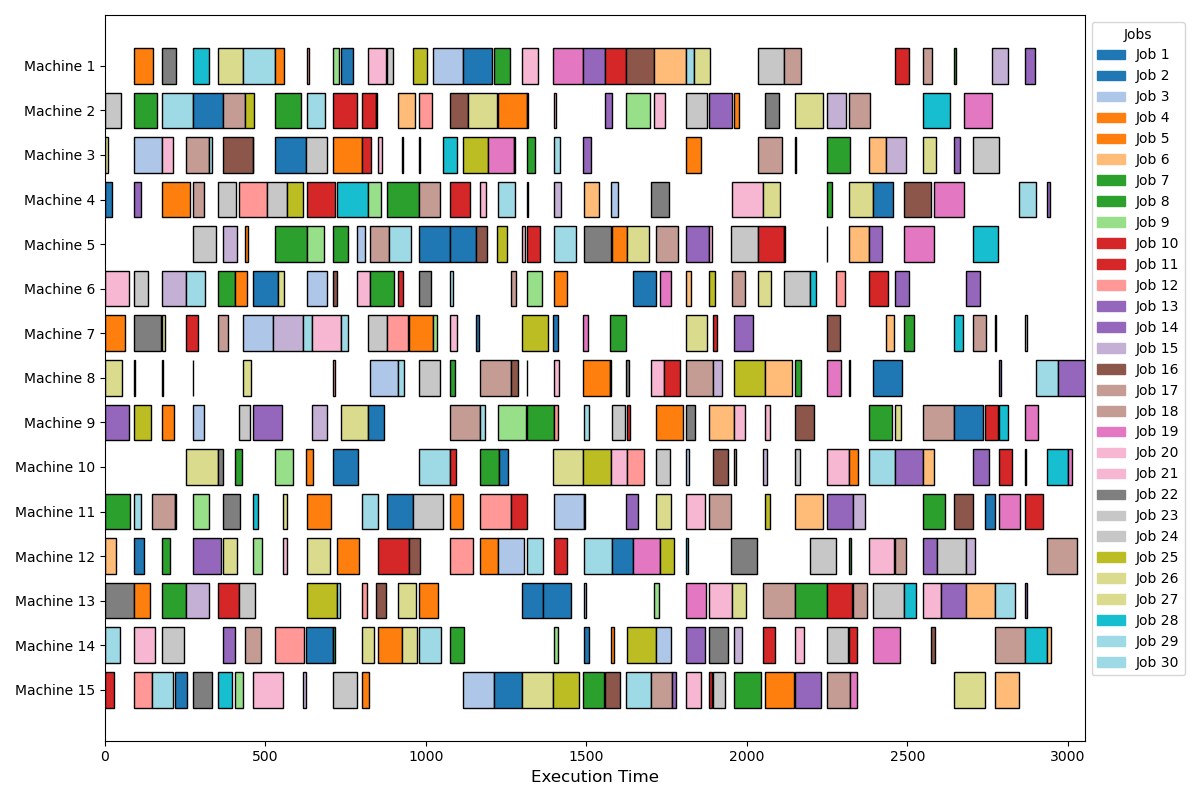 Machine 1
Machine 2
Machine 3
Machine 4
Machine 5
Machine 6
Machine 7
Machine 8
Machine 9
Machine 10
Machine 11
Machine 12
Machine 13
Machine 14
Machine 15
0 500 1000 1500 2000 2500 3000
Execution Time
Jobs
Job 1
Job 2
Job 3
Job 4
Job 5
Job 6
Job 7
Job 8
Job 9
Job 10
Job 11
Job 12
Job 13
Job 14
Job 15
Job 16
Job 17
Job 18
Job 19
Job 20
Job 21
Job 22
Job 23
Job 24
Job 25
Job 26
Job 27
Job 28
Job 29
Job 30